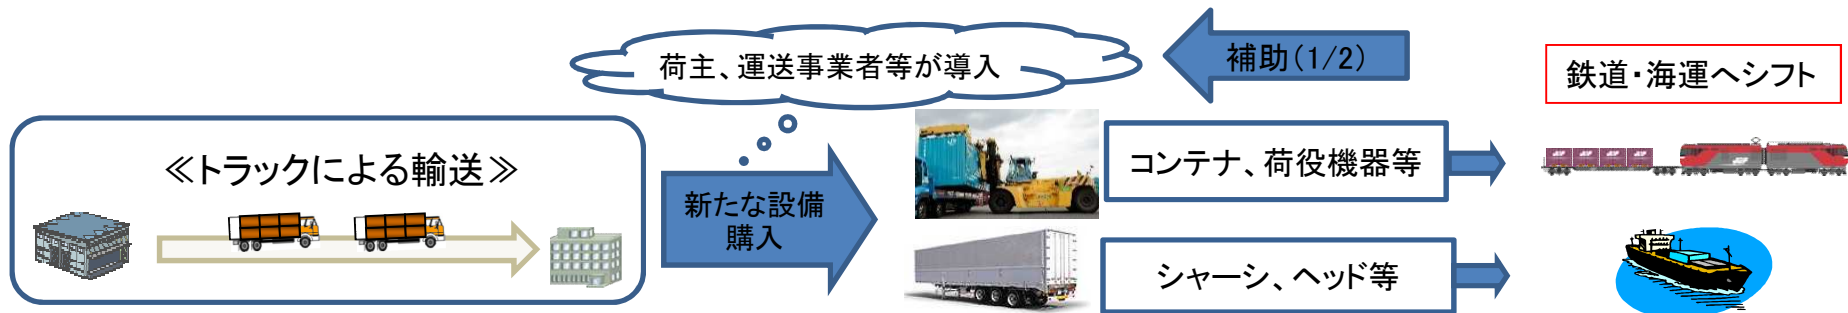 荷主、運送事業者等が導入
補助(1/2)
鉄道・海運へシフト
≪トラックによる輸送≫
新たな設備
購入
コンテナ、荷役機器等
シャーシ、ヘッド等